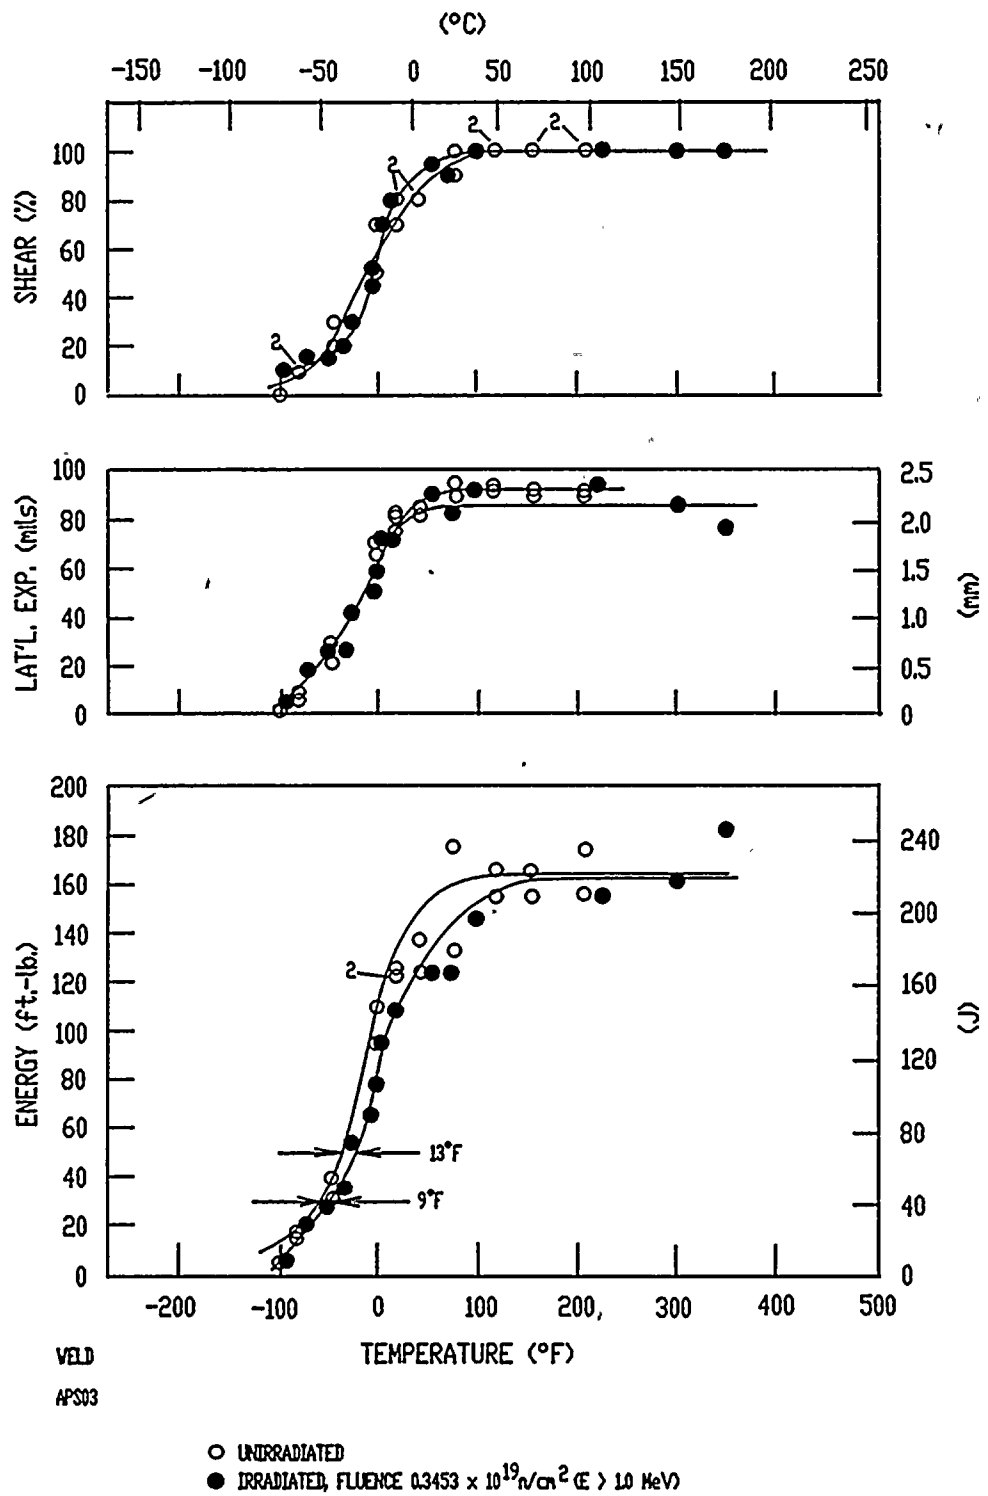 (°C)
-150 -100 -50 0 50 100 150 200 250
2 2
100
2
80
SHEAR (%)
60
40
2
20
0
100 2.5
80 2.0
LAT'L. EXP. (mils)
60 1.5
(mm)
40 1.0
20 0.5
0 0
200
180 240
160 200
140
2
120 160
ENERGY (ft.-lb.)
(J)
100 120
80
60 80
13°F
40 40
9°F
20
0 0
-200 -100 0 100 200, 300 400 500
TEMPERATURE (°F)
WELD
APS03
UNIRRADIATED
IRRADIATED, FLUENCE 0.3453 x 10¹⁹n/cm² (E > 1.0 MeV)